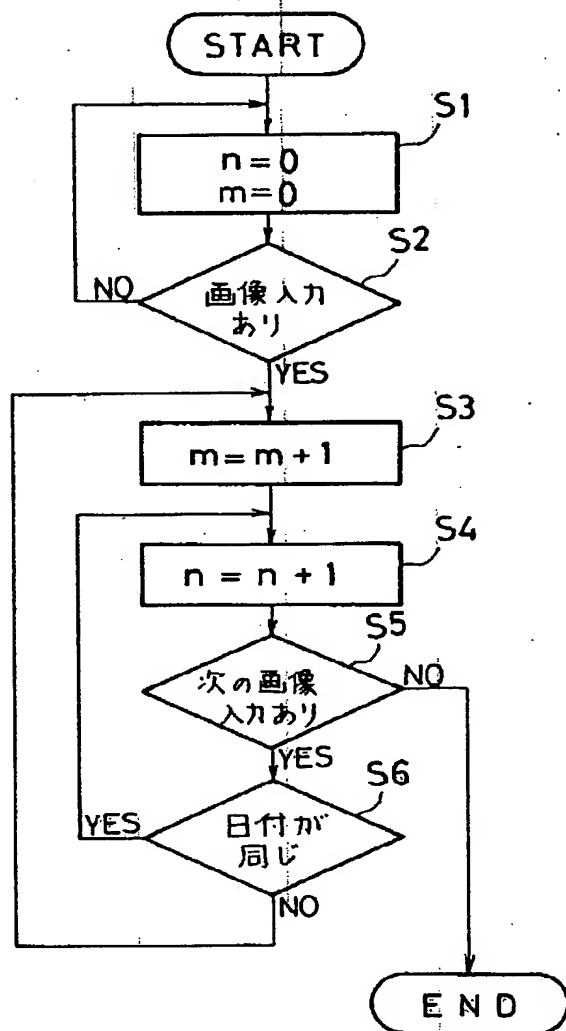 START
S1
n = 0
m = 0
S2
NO
画像入力
あり
YES
S3
m = m + 1
S4
n = n + 1
S5
NO
次の画像
入力あり
YES
S6
YES
日付が
同じ
NO
END